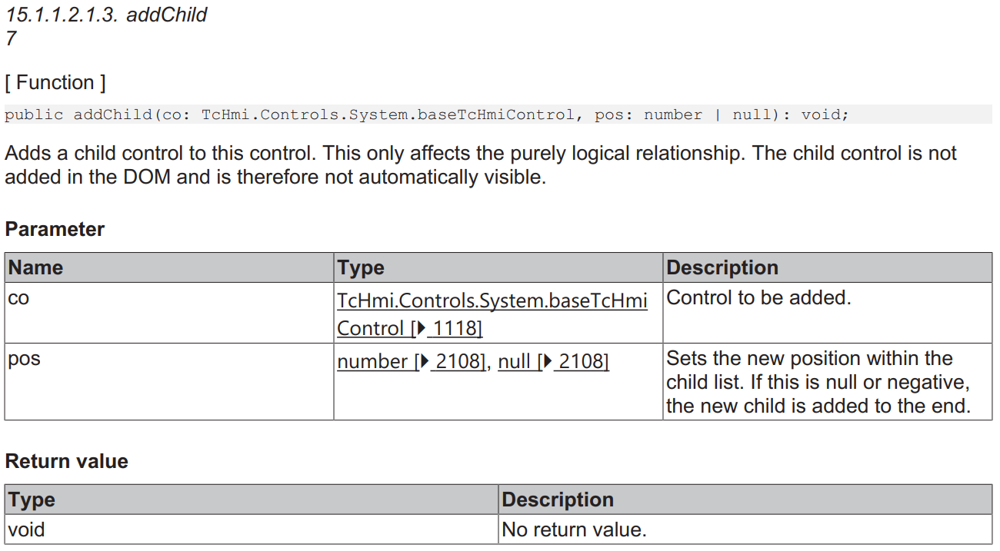 15.1.1.2.1.3. addChild
7
[ Function ]
public addChild(co: TcHmi.Controls.System.baseTcHmiControl, pos: number | null): void;
Adds a child control to this control. This only affects the purely logical relationship. The child control is not
added in the DOM and is therefore not automatically visible.
Parameter
Name Type Description
co TcHmi.Controls.System.baseTcHmi Control to be added.
Control [▶ 1118]
pos number [▶ 2108], null [▶ 2108] Sets the new position within the
child list. If this is null or negative,
the new child is added to the end.
Return value
Type Description
void No return value.